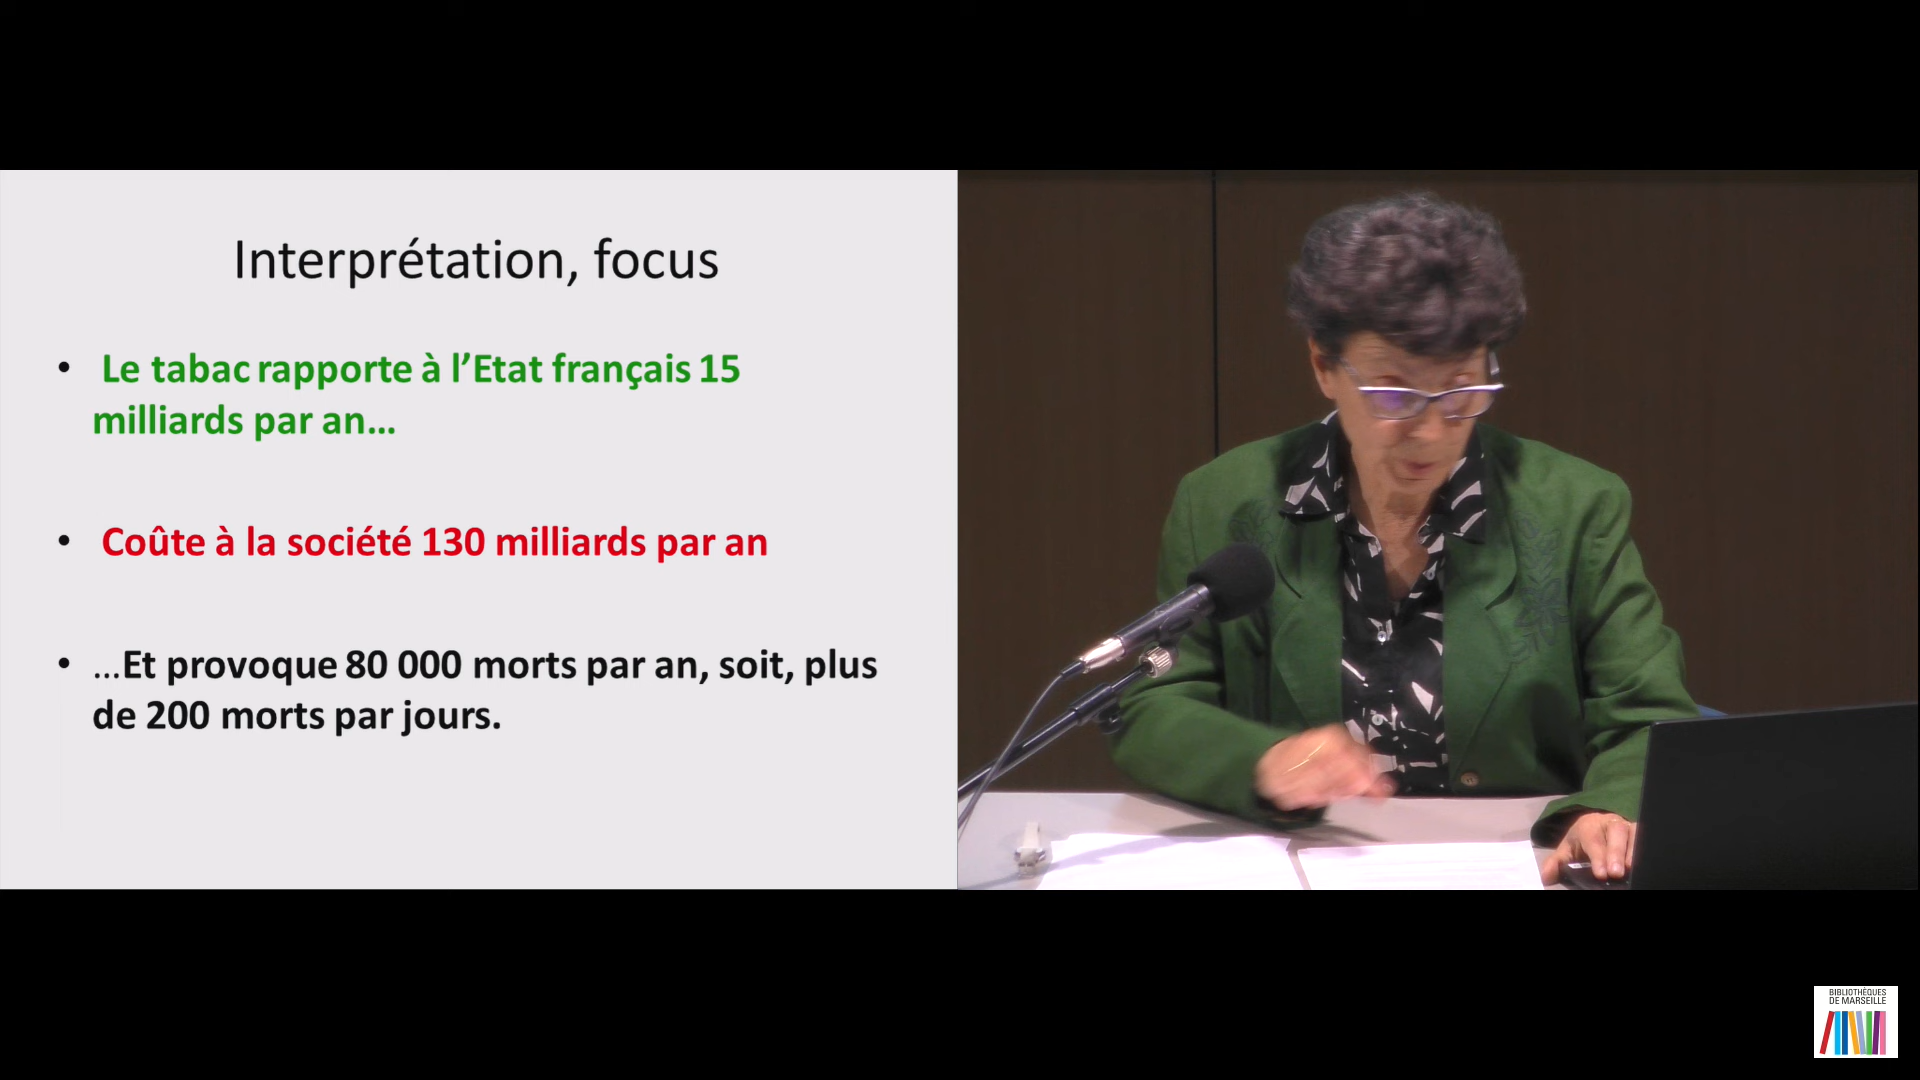 Interprétation, focus
• Le tabac rapporte à l’Etat français 15
milliards par an...
• Coûte à la société 130 milliards par an
• ...Et provoque 80 000 morts par an, soit, plus
de 200 morts par jours.
BIBLIOTHÈQUES
DE MARSEILLE